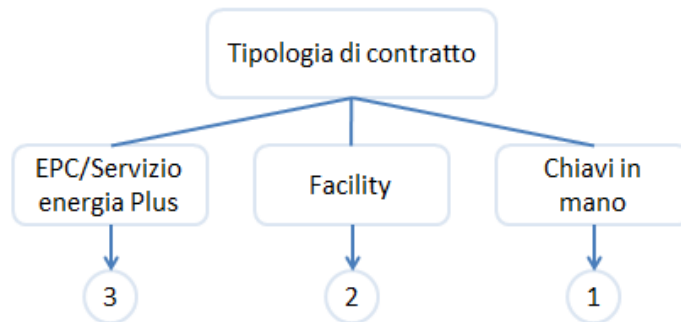 Tipologia di contratto
EPC/Servizio
energia Plus
Facility
Chiavi in
mano
3
2
1